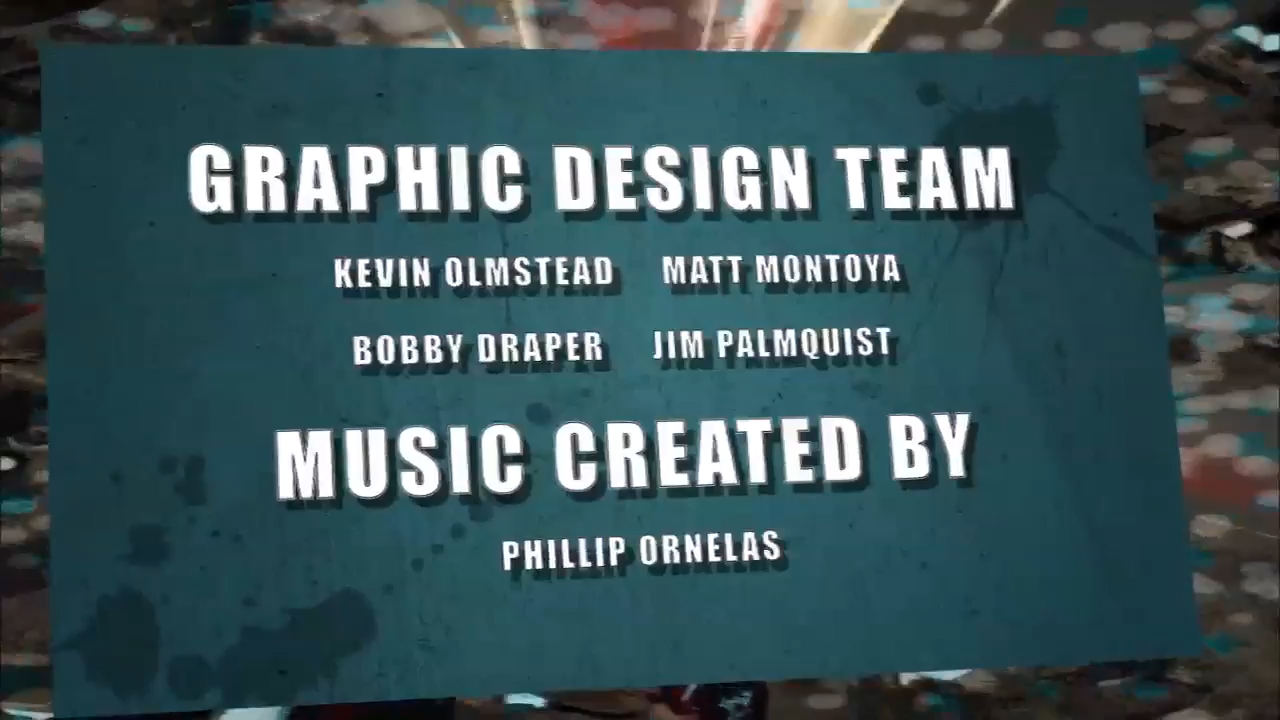 GRAPHIC DESIGN TEAM
KEVIN OLMSTEAD MATT MONTOYA
BOBBY DRAPER JIM PALMQUIST
MUSIC CREATED BY
PHILLIP ORNELAS